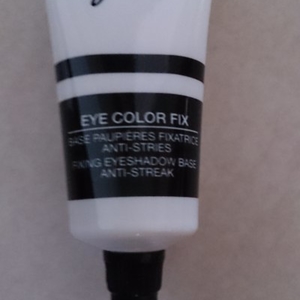 EYE COLOR FIX
BASE PAUPIÈRES FIXATRICE
ANTI-STRIES
FIXING EYESHADOW BASE
ANTI-STREAK